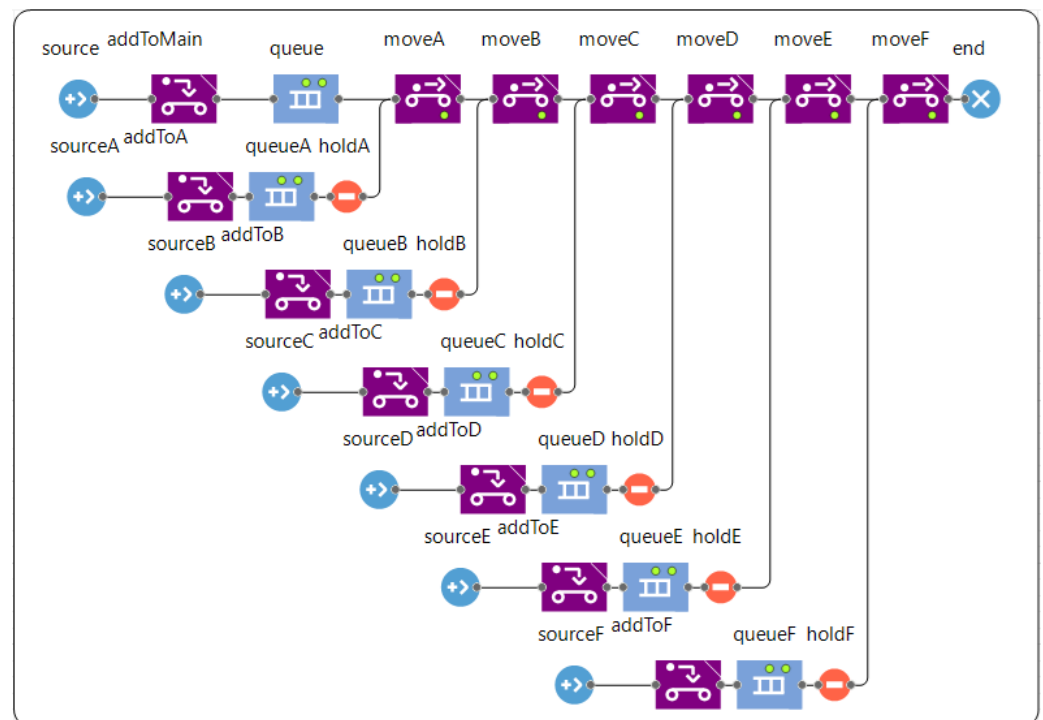 source addToMain queue moveA moveB moveC moveD moveE moveF end
sourceA addToA queueA holdA
sourceB addToB queueB holdB
sourceC addToC queueC holdC
sourceD addToD queueD holdD
sourceE addToE queueE holdE
sourceF addToF queueF holdF